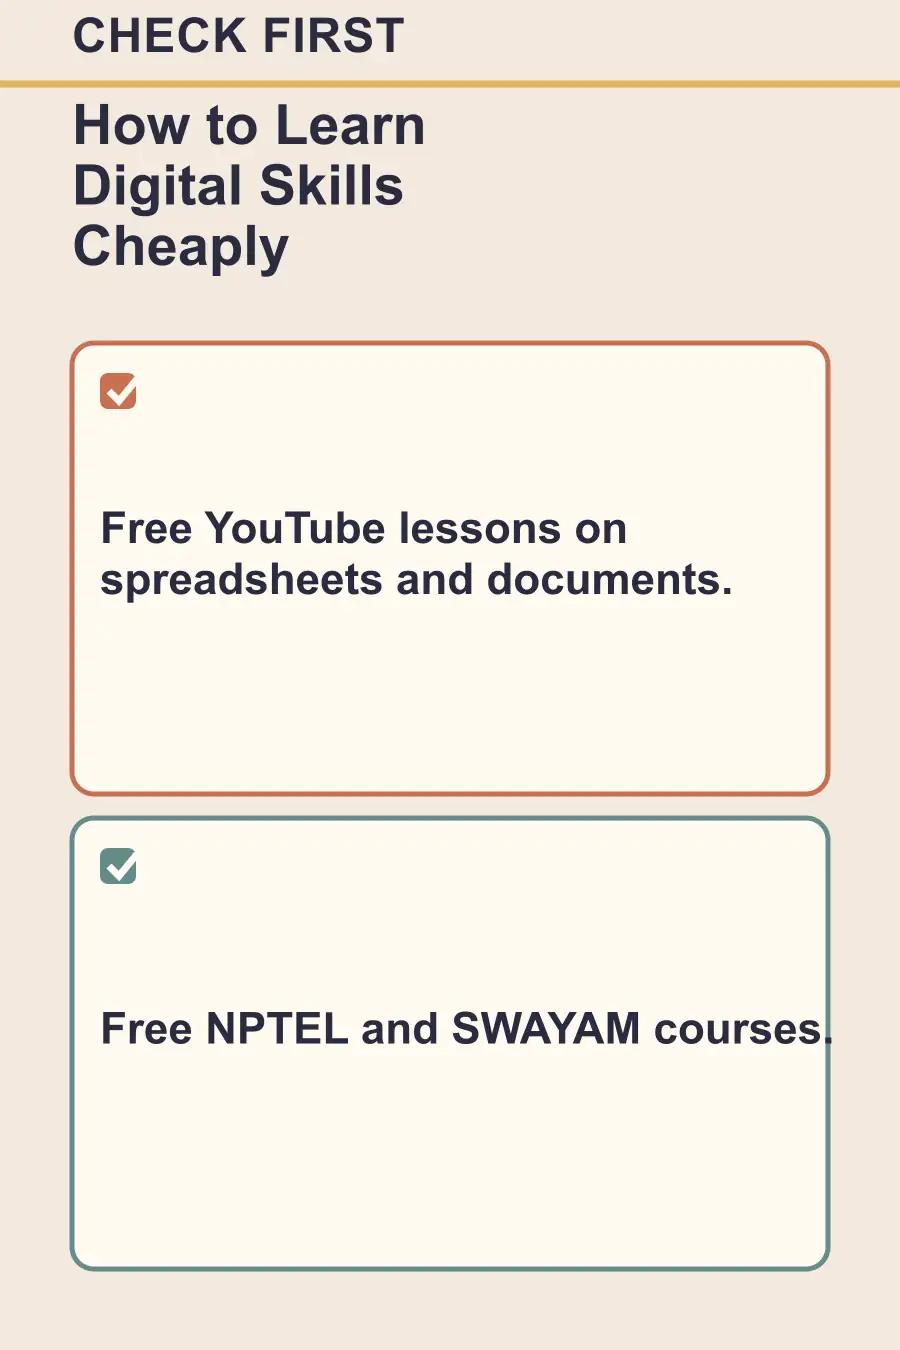 CHECK FIRST
How to Learn
Digital Skills
Cheaply
Free YouTube lessons on
spreadsheets and documents.
Free NPTEL and SWAYAM courses.